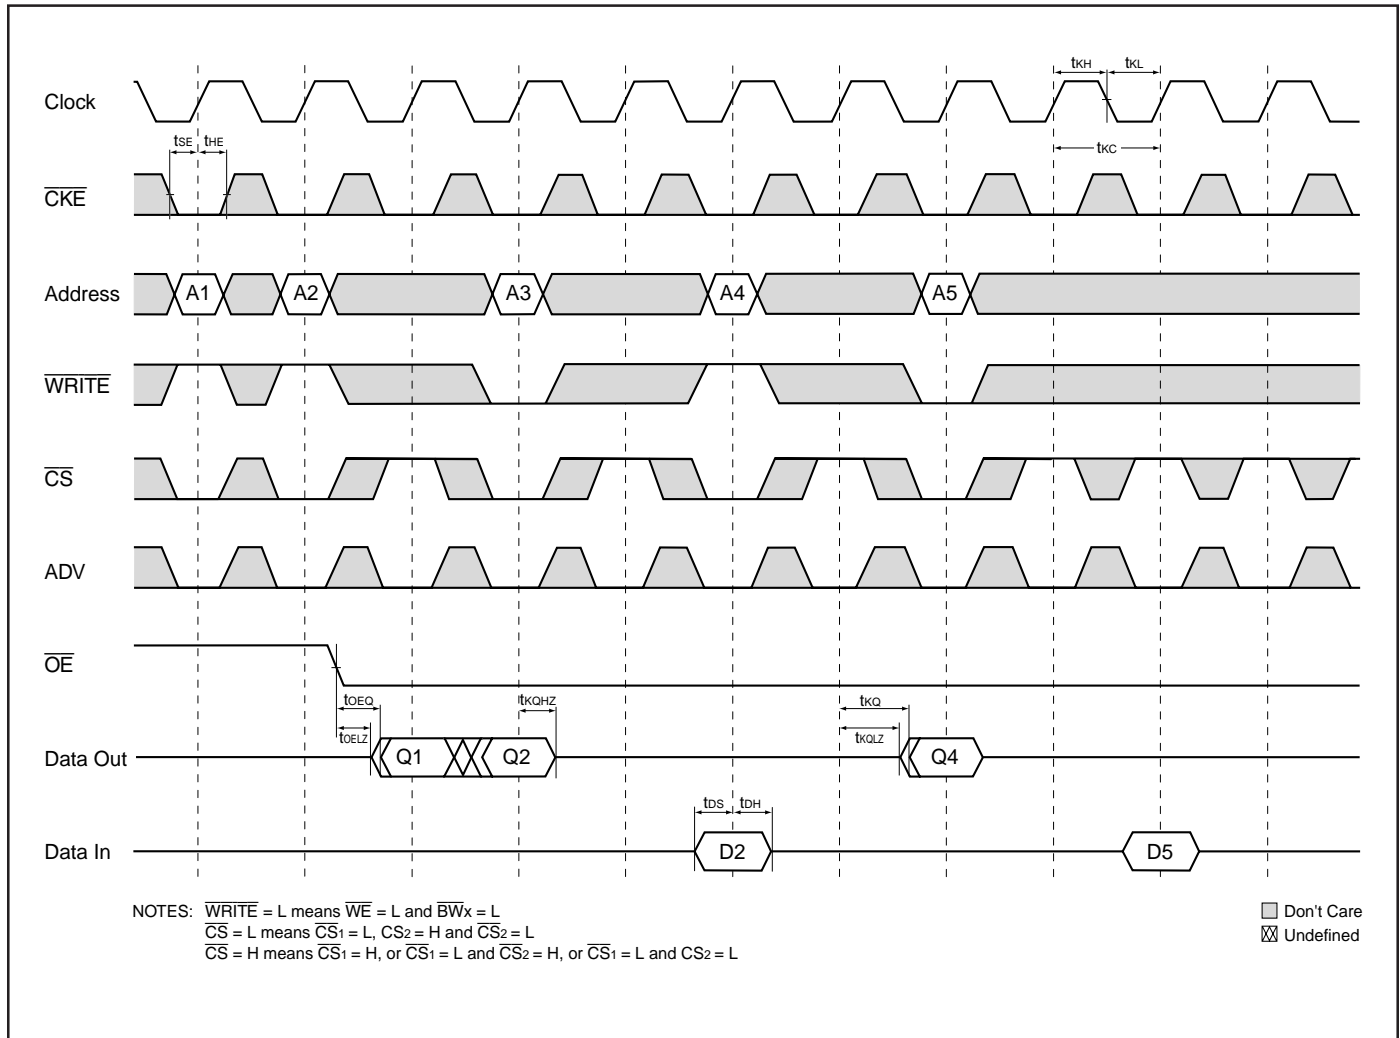 tKH tKL
Clock
tSE tHE
tKC
CKE
Address A1 A2 A3 A4 A5
WRITE
CS
ADV
OE
tOEQ tKQHZ tKQ
tOELZ tKQLZ
Data Out Q1 Q2 Q4
tDS tDH
Data In D2 D5
NOTES: WRITE = L means WE = L and BWx = L
CS = L means CS1 = L, CS2 = H and CS2 = L
CS = H means CS1 = H, or CS1 = L and CS2 = H, or CS1 = L and CS2 = L
Don't Care
Undefined